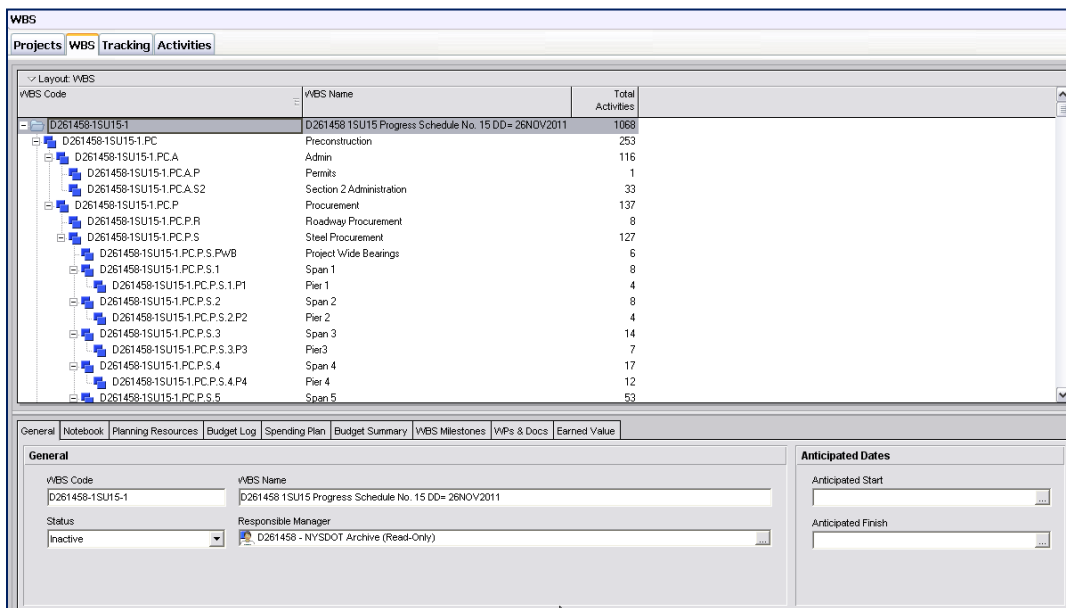 WBS
Projects WBS Tracking Activities
Layout: WBS
WBS Code WBS Name Total Activities
D261458-1SU15-1 D261458 1SU15 Progress Schedule No. 15 DD= 26NOV2011 1068
D261458-1SU15-1.PC Preconstruction 253
D261458-1SU15-1.PC.A Admin 116
D261458-1SU15-1.PC.A.P Permits 1
D261458-1SU15-1.PC.A.S2 Section 2 Administration 33
D261458-1SU15-1.PC.P Procurement 137
D261458-1SU15-1.PC.P.R Roadway Procurement 8
D261458-1SU15-1.PC.P.S Steel Procurement 127
D261458-1SU15-1.PC.P.S.PWB Project Wide Bearings 6
D261458-1SU15-1.PC.P.S.1 Span 1 8
D261458-1SU15-1.PC.P.S.1.P1 Pier 1 4
D261458-1SU15-1.PC.P.S.2 Span 2 8
D261458-1SU15-1.PC.P.S.2.P2 Pier 2 4
D261458-1SU15-1.PC.P.S.3 Span 3 14
D261458-1SU15-1.PC.P.S.3.P3 Pier3 7
D261458-1SU15-1.PC.P.S.4 Span 4 17
D261458-1SU15-1.PC.P.S.4.P4 Pier 4 12
D261458-1SU15-1.PC.P.S.5 Span 5 53
General Notebook Planning Resources Budget Log Spending Plan Budget Summary WBS Milestones WPs & Docs Earned Value
General Anticipated Dates
WBS Code WBS Name Anticipated Start
D261458-1SU15-1 D261458 1SU15 Progress Schedule No. 15 DD= 26NOV2011 ...
Status Responsible Manager Anticipated Finish
Inactive D261458 - NYSDOT Archive (Read-Only) ... ...